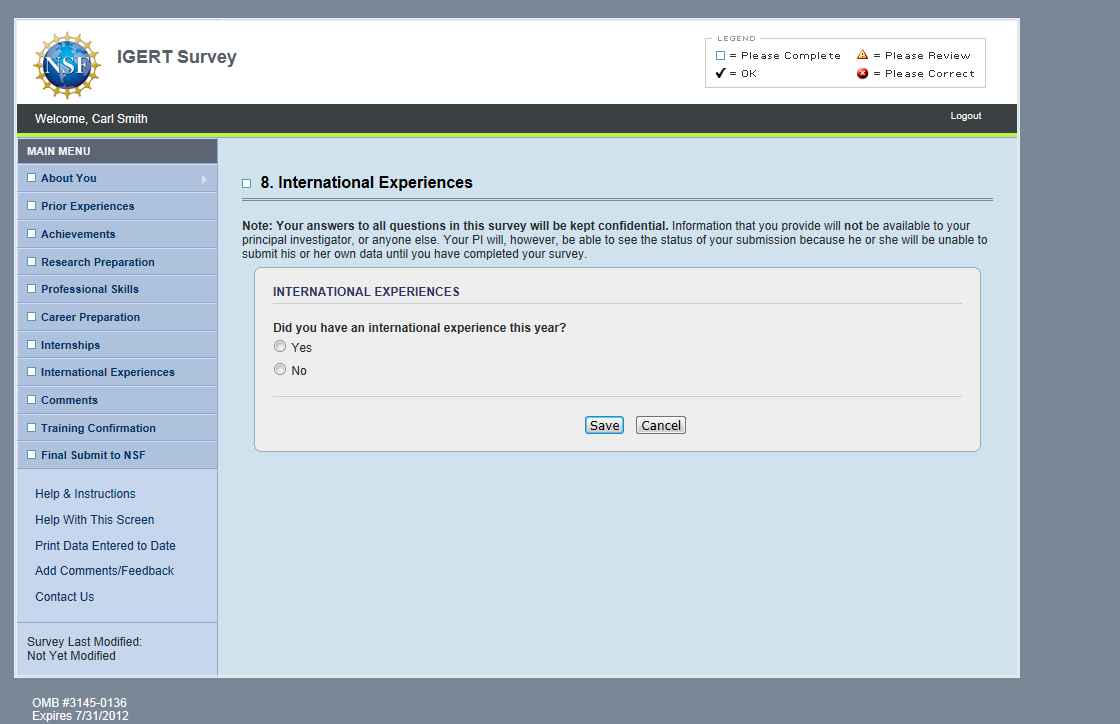 NSF
IGERT Survey
LEGEND
= Please Complete
= Please Review
= OK
= Please Correct
Welcome, Carl Smith
Logout
MAIN MENU
About You
Prior Experiences
Achievements
Research Preparation
Professional Skills
Career Preparation
Internships
International Experiences
Comments
Training Confirmation
Final Submit to NSF
Help & Instructions
Help With This Screen
Print Data Entered to Date
Add Comments/Feedback
Contact Us
Survey Last Modified:
Not Yet Modified
8. International Experiences
Note: Your answers to all questions in this survey will be kept confidential. Information that you provide will not be available to your
principal investigator, or anyone else. Your PI will, however, be able to see the status of your submission because he or she will be unable to
submit his or her own data until you have completed your survey.
INTERNATIONAL EXPERIENCES
Did you have an international experience this year?
Yes
No
Save
Cancel
OMB #3145-0136
Expires 7/31/2012